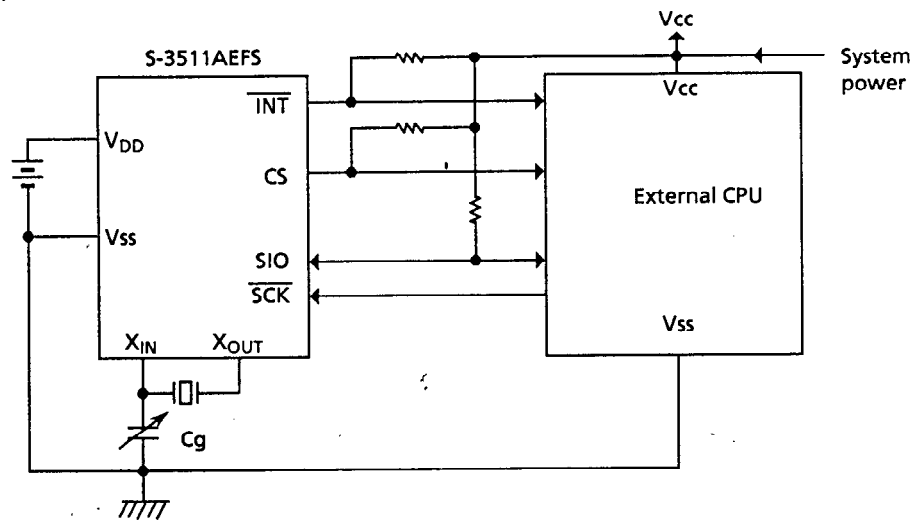 Vcc
S-3511AEFS
System
power
INT
Vcc
VDD
CS
External CPU
Vss
SIO
SCK
Vss
XIN
XOUT
Cg